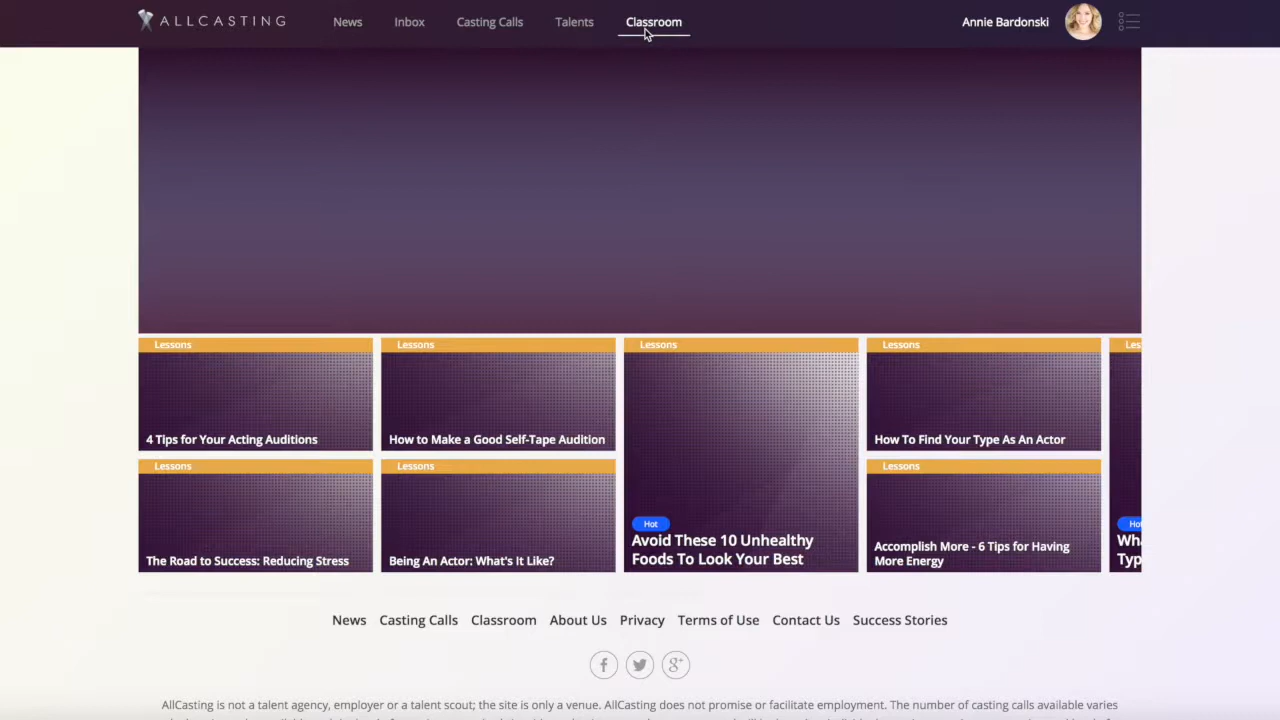 ALLCASTING
News
Inbox
Casting Calls
Talents
Classroom
Annie Bardonski
Lessons
4 Tips for Your Acting Auditions
Lessons
How to Make a Good Self-Tape Audition
Lessons
Hot
Avoid These 10 Unhealthy
Foods To Look Your Best
Lessons
How To Find Your Type As An Actor
Les
Hot
Wha
Typ
Lessons
The Road to Success: Reducing Stress
Lessons
Being An Actor: What's It Like?
Lessons
Accomplish More - 6 Tips for Having
More Energy
News Casting Calls Classroom About Us Privacy Terms of Use Contact Us Success Stories
AllCasting is not a talent agency, employer or a talent scout; the site is only a venue. AllCasting does not promise or facilitate employment. The number of casting calls available varies